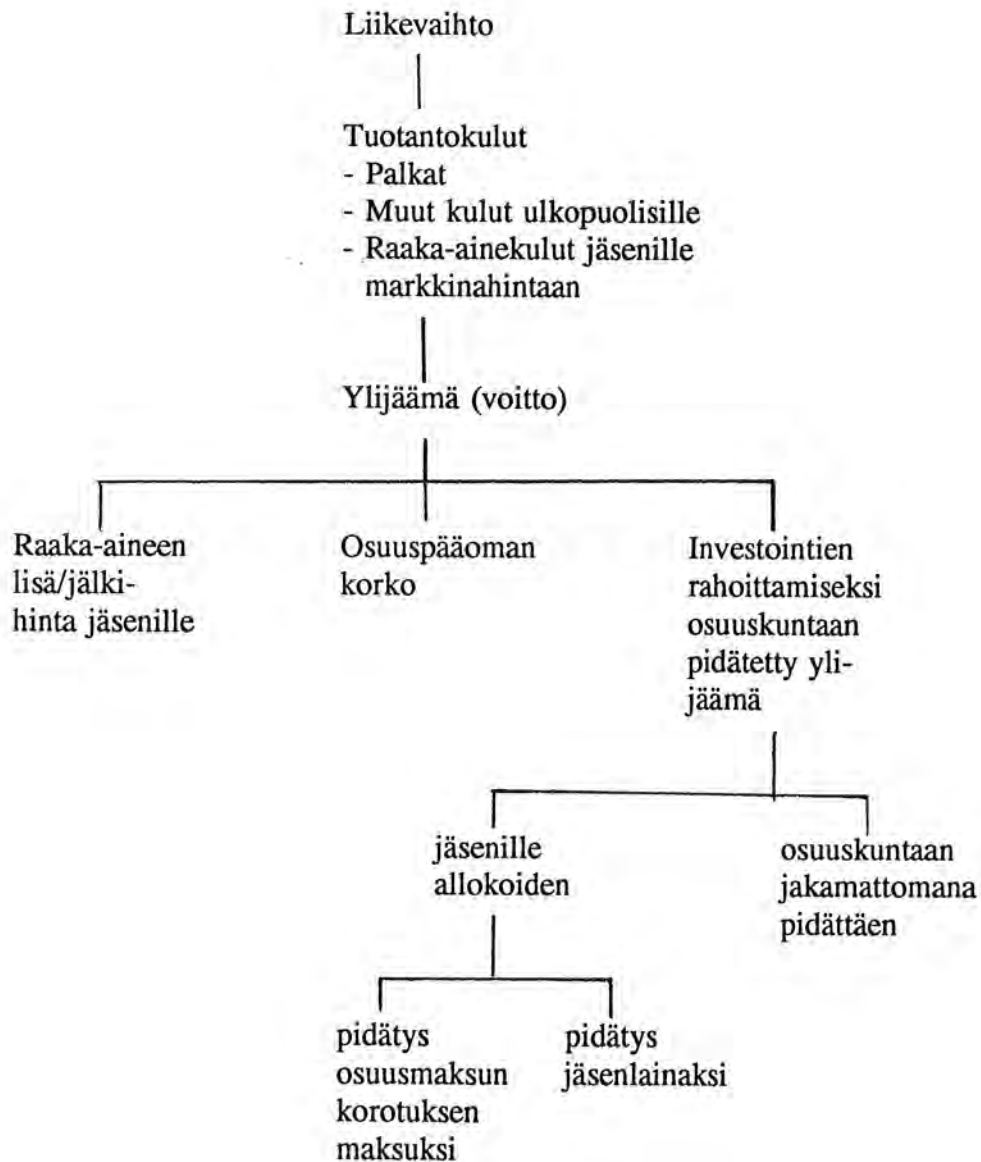 Liikevaihto
Tuotantokulut
- Palkat
- Muut kulut ulkopuolisille
- Raaka-ainekulut jäsenille
markkinahintaan
Ylijäämä (voitto)
Raaka-aineen
lisä/jälki-
hinta jäsenille
Osuuspääoman
korko
Investointien
rahoittamiseksi
osuuskuntaan
pidätetty yli-
jäämä
jäsenille
allokoiden
osuuskuntaan
jakamattomana
pidättäen
pidätys
osuusmaksun
korotuksen
maksuksi
pidätys
jäsenlainaksi